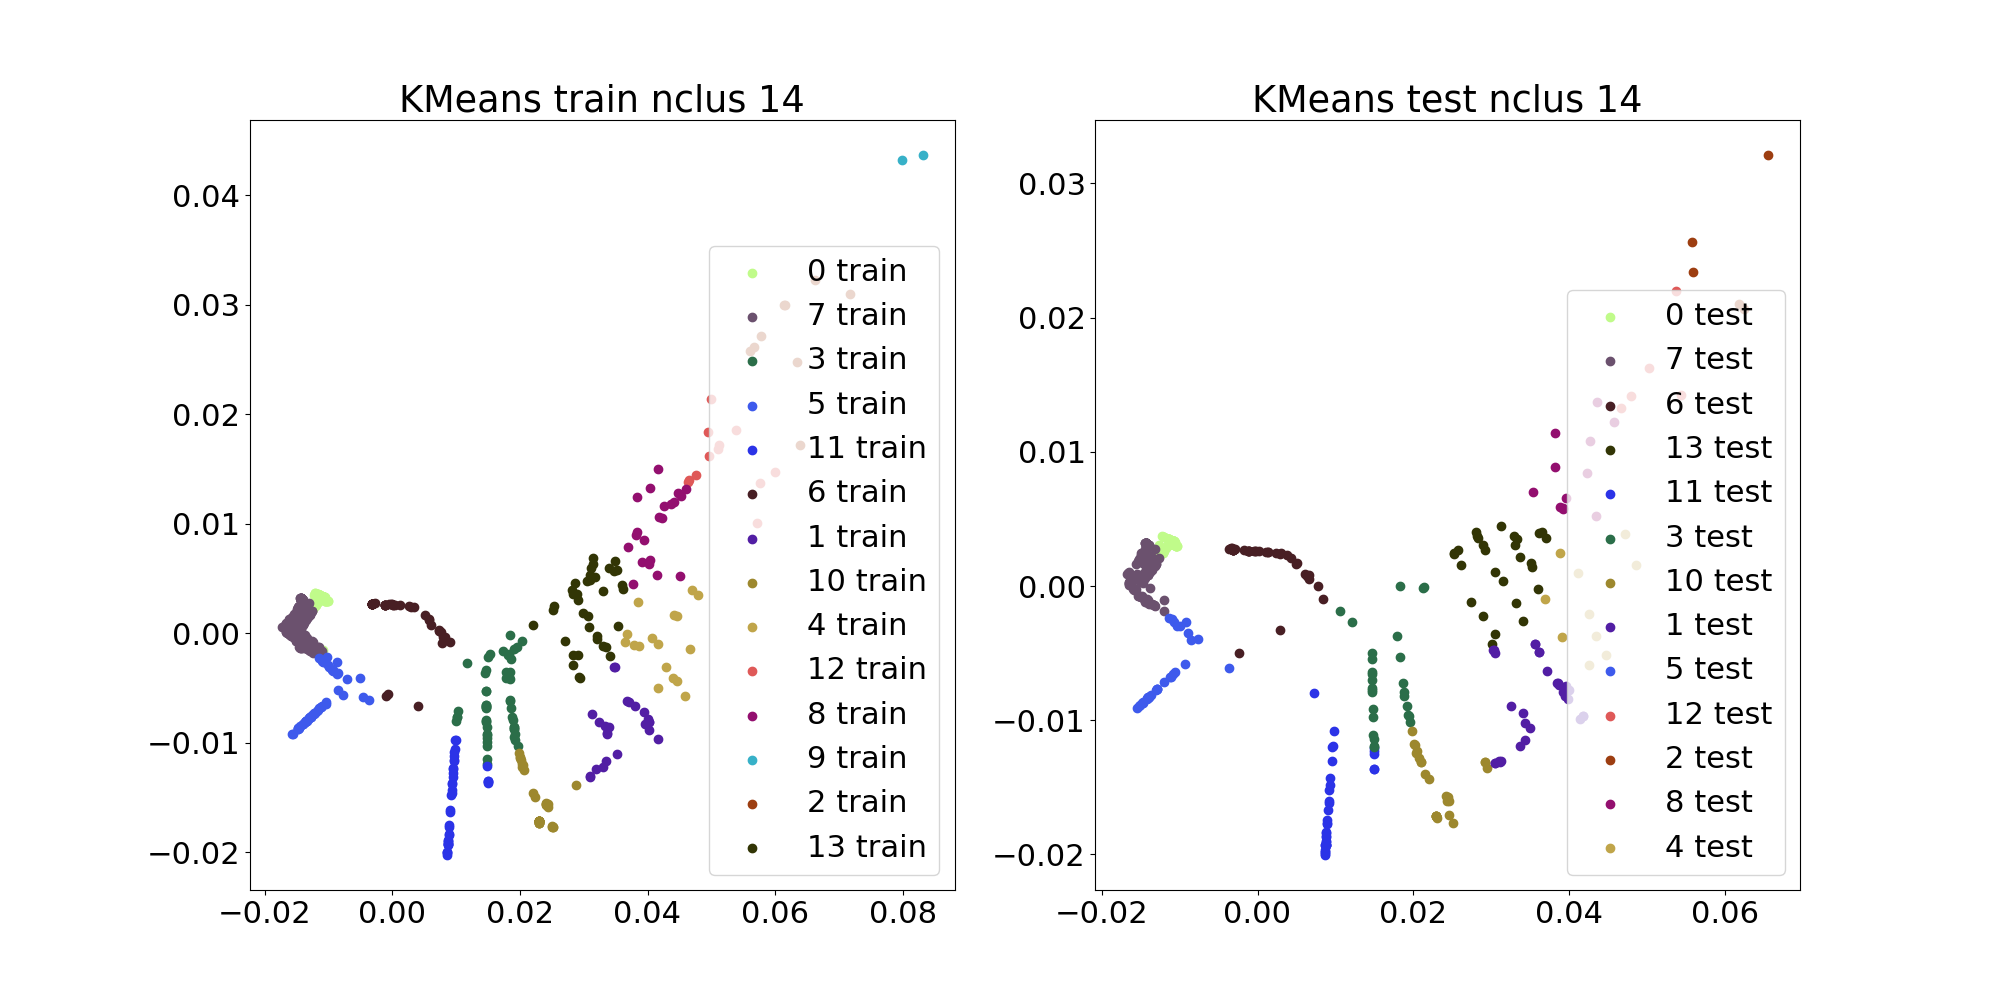 KMeans train nclus 14
0.04
0.03
0.02
0.01
0.00
−0.01
−0.02
−0.02 0.00 0.02 0.04 0.06 0.08
0 train
7 train
3 train
5 train
11 train
6 train
1 train
10 train
4 train
12 train
8 train
9 train
2 train
13 train
KMeans test nclus 14
0.03
0.02
0.01
0.00
−0.01
−0.02
−0.02 0.00 0.02 0.04 0.06
0 test
7 test
6 test
13 test
11 test
3 test
10 test
1 test
5 test
12 test
2 test
8 test
4 test